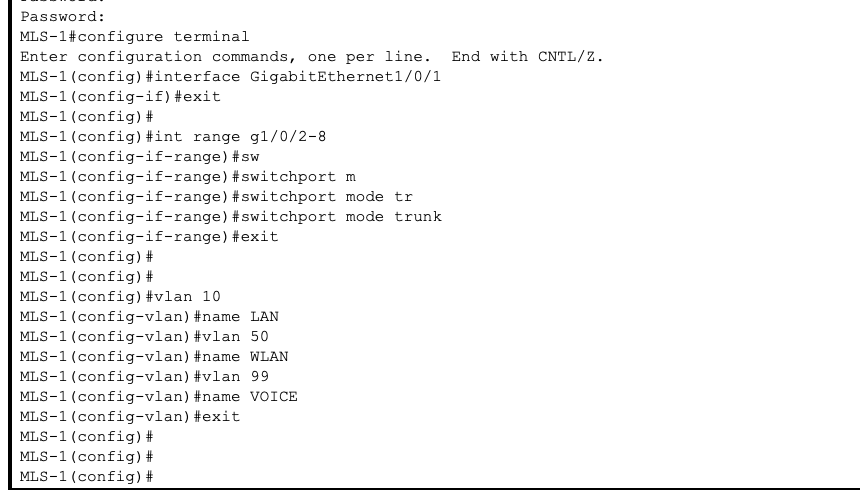 Password:
MLS-1#configure terminal
Enter configuration commands, one per line.  End with CNTL/Z.
MLS-1(config)#interface GigabitEthernet1/0/1
MLS-1(config-if)#exit
MLS-1(config)#
MLS-1(config)#int range g1/0/2-8
MLS-1(config-if-range)#sw
MLS-1(config-if-range)#switchport m
MLS-1(config-if-range)#switchport mode tr
MLS-1(config-if-range)#switchport mode trunk
MLS-1(config-if-range)#exit
MLS-1(config)#
MLS-1(config)#
MLS-1(config)#vlan 10
MLS-1(config-vlan)#name LAN
MLS-1(config-vlan)#vlan 50
MLS-1(config-vlan)#name WLAN
MLS-1(config-vlan)#vlan 99
MLS-1(config-vlan)#name VOICE
MLS-1(config-vlan)#exit
MLS-1(config)#
MLS-1(config)#
MLS-1(config)#